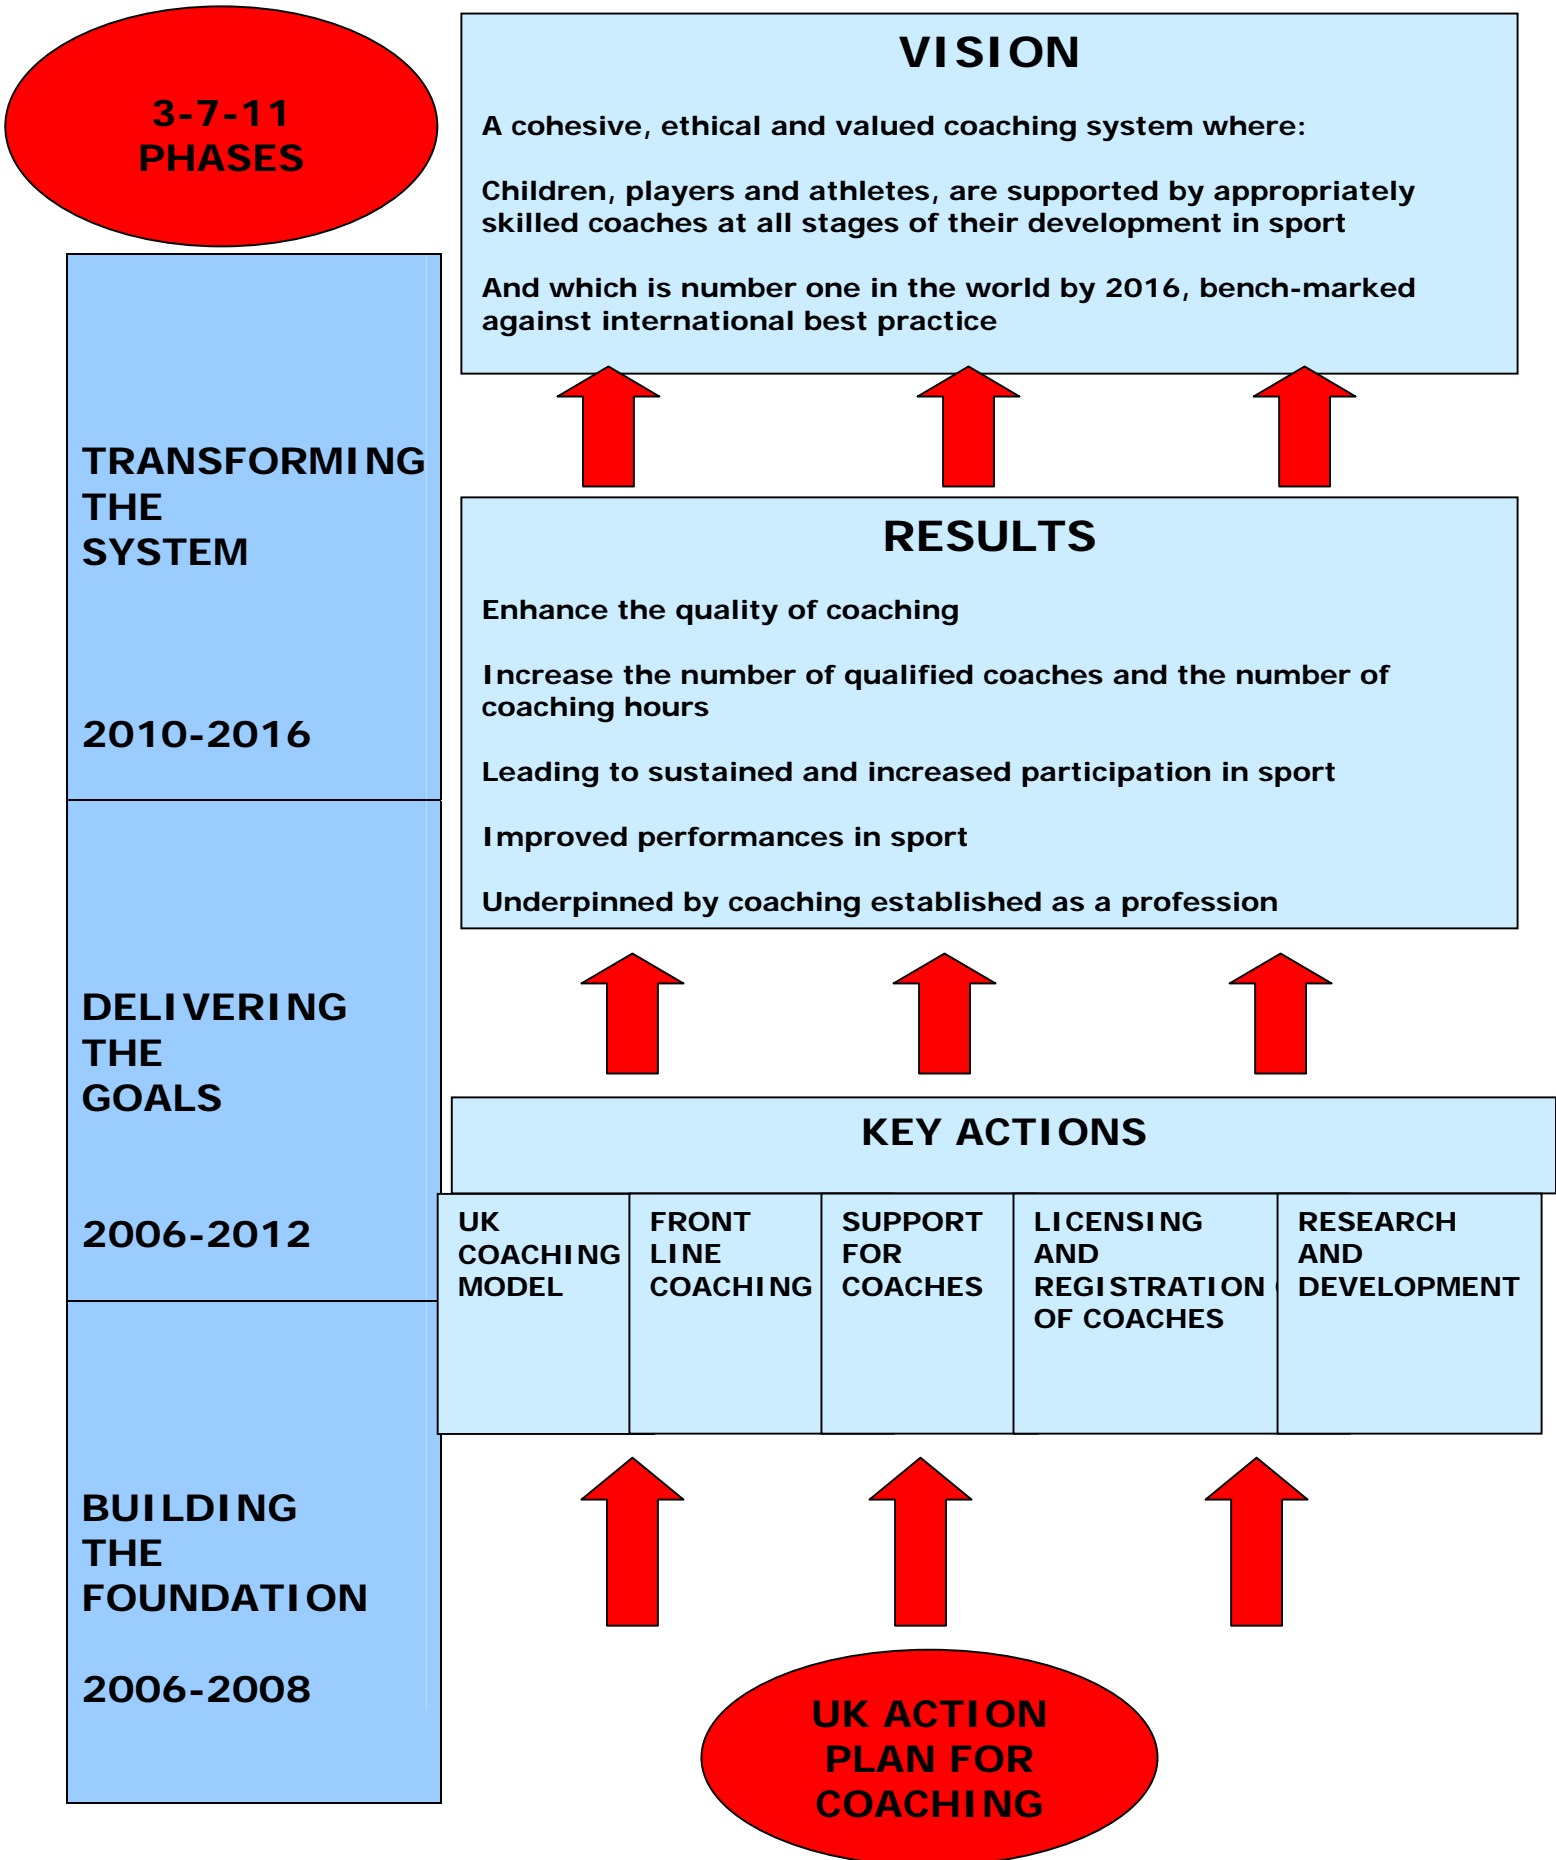 3-7-11
PHASES
TRANSFORMING
THE
SYSTEM
2010-2016
DELIVERING
THE
GOALS
2006-2012
BUILDING
THE
FOUNDATION
2006-2008
VISION
A cohesive, ethical and valued coaching system where:
Children, players and athletes, are supported by appropriately
skilled coaches at all stages of their development in sport
And which is number one in the world by 2016, bench-marked
against international best practice
RESULTS
Enhance the quality of coaching
Increase the number of qualified coaches and the number of
coaching hours
Leading to sustained and increased participation in sport
Improved performances in sport
Underpinned by coaching established as a profession
KEY ACTIONS
UK
COACHING
MODEL
FRONT
LINE
COACHING
SUPPORT
FOR
COACHES
LICENSING
AND
REGISTRATION
OF COACHES
RESEARCH
AND
DEVELOPMENT
UK ACTION
PLAN FOR
COACHING